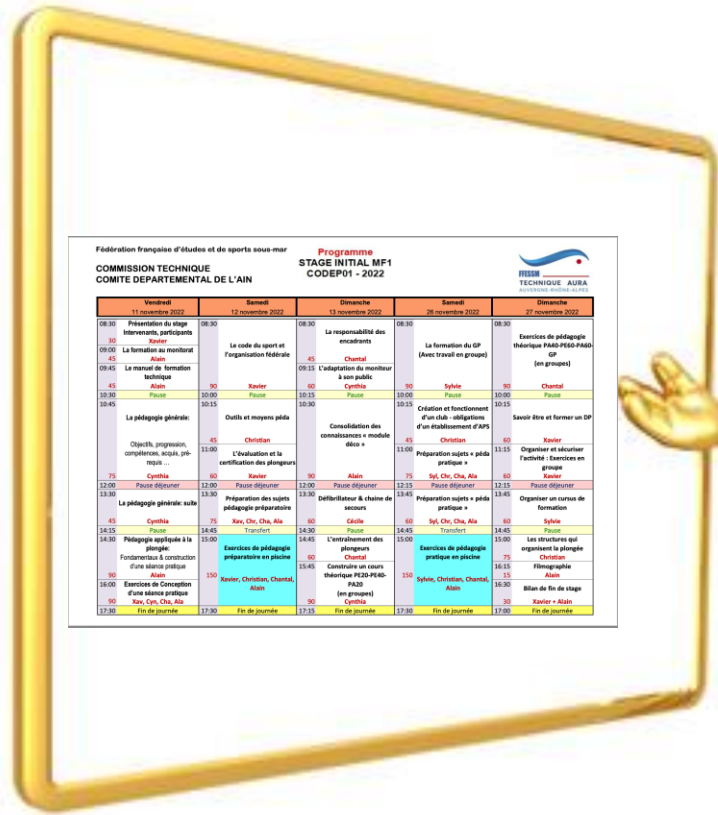 Fédération française d'études et de sports sous-mar
COMMISSION TECHNIQUE
COMITE DEPARTEMENTAL DE L'AIN
Programme
STAGE INITIAL MF1
CODEP01 - 2022
FFESSM
TECHNIQUE AURA
AUVERGNE-RHÔNE-ALPES
Vendredi
11 novembre 2022
08:30 Présentation du stage
Intervenants, participants
30 Xavier
09:00 La formation au monitorat
45 Alain
09:45 Le manuel de formation
technique
45 Alain
10:30 Pause
10:45
La pédagogie générale:
Objectifs, progression,
compétences, acquis, pré-
requis ...
75 Cynthia
12:00 Pause déjeuner
13:30
La pédagogie générale: suite
45 Cynthia
14:15 Pause
14:30 Pédagogie appliquée à la
plongée:
Fondamentaux & construction
d'une séance pratique
90 Alain
16:00 Exercices de Conception
d'une séance pratique
90 Xav, Cyn, Cha, Ala
17:30 Fin de journée
Samedi
12 novembre 2022
08:30
Le code du sport et
l'organisation fédérale
90 Xavier
10:00 Pause
10:15
Outils et moyens péda
45 Christian
11:00 L'évaluation et la
certification des plongeurs
60 Xavier
12:00 Pause déjeuner
13:30 Préparation des sujets
pédagogie préparatoire
75 Xav, Chr, Cha, Ala
14:45 Transfert
15:00
Exercices de pédagogie
préparatoire en piscine
150 Xavier, Christian, Chantal,
Alain
17:30 Fin de journée
Dimanche
13 novembre 2022
08:30
La responsabilité des
encadrants
45 Chantal
09:15 L'adaptation du moniteur
à son public
60 Cynthia
10:15 Pause
10:30
Consolidation des
connaissances « module
déco »
90 Alain
12:00 Pause déjeuner
13:30 Défibrillateur & chaine de
secours
60 Cécile
14:30 Pause
14:45 L'entraînement des
plongeurs
60 Chantal
15:45 Construire un cours
théorique PE20-PE40-
PA20
(en groupes)
90 Cynthia
17:15 Fin de journée
Samedi
26 novembre 2022
08:30
La formation du GP
(Avec travail en groupe)
90 Sylvie
10:00 Pause
10:15 Création et fonctionnent
d'un club - obligations
d'un établissement d'APS
45 Christian
11:00 Préparation sujets « péda
pratique »
75 Syl, Chr, Cha, Ala
12:15 Pause déjeuner
13:45 Préparation sujets « péda
pratique »
60 Syl, Chr, Cha, Ala
14:45 Transfert
15:00
Exercices de pédagogie
pratique en piscine
150 Sylvie, Christian, Chantal,
Alain
17:30 Fin de journée
Dimanche
27 novembre 2022
08:30
Exercices de pédagogie
théorique PA40-PE60-PA60-
GP
(en groupes)
90 Chantal
10:00 Pause
10:15
Savoir être et former un DP
60 Xavier
11:15 Organiser et sécuriser
l'activité : Exercices en
groupe
60 Xavier
12:15 Pause déjeuner
13:45 Organiser un cursus de
formation
60 Sylvie
14:45 Pause
15:00 Les structures qui
organisent la plongée
75 Christian
16:15 Filmographie
15 Alain
16:30
Bilan de fin de stage
30 Xavier + Alain
17:00 Fin de journée